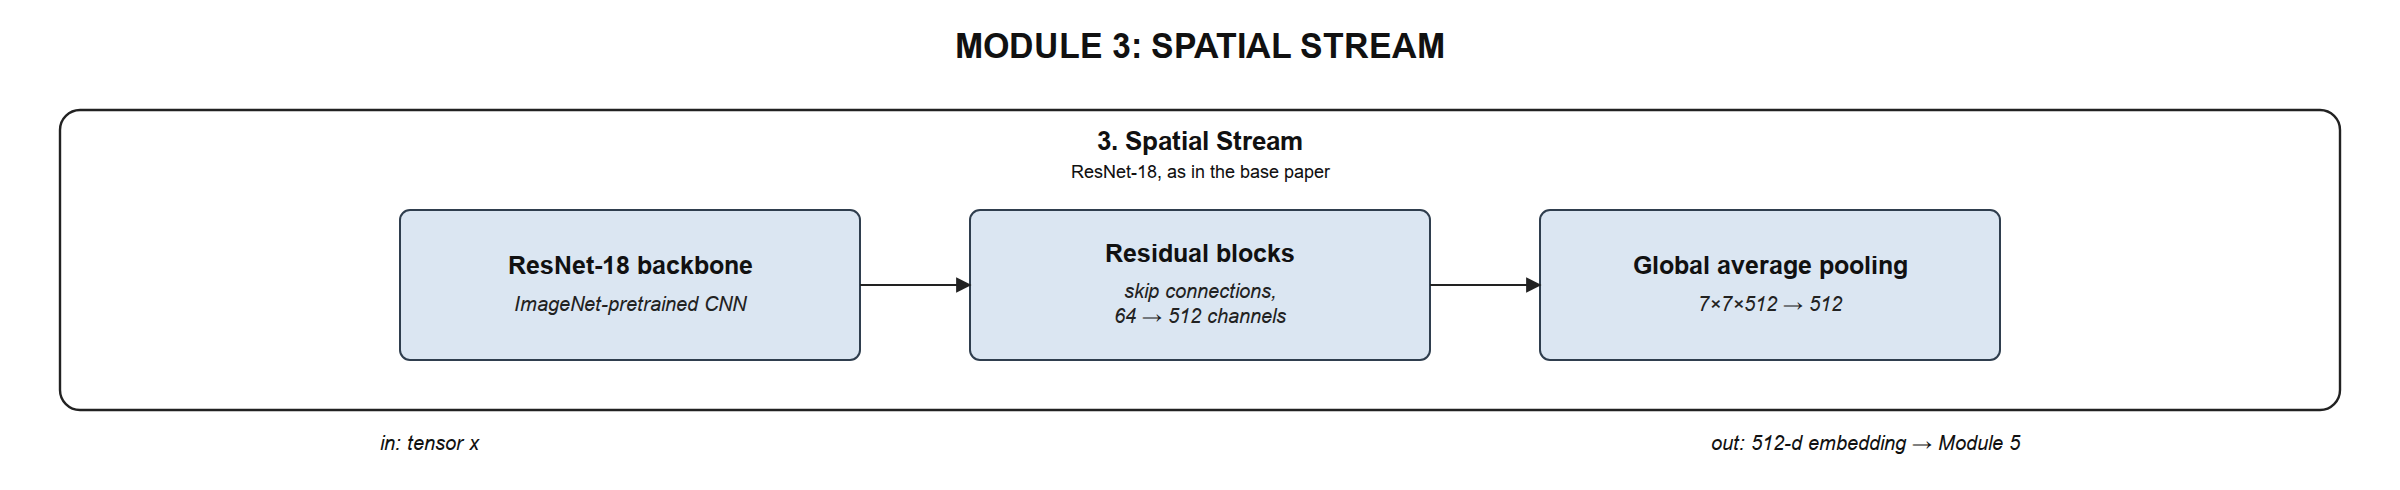 MODULE 3: SPATIAL STREAM
3. Spatial Stream
ResNet-18, as in the base paper
ResNet-18 backbone
ImageNet-pretrained CNN
Residual blocks
skip connections,
64 → 512 channels
Global average pooling
7×7×512 → 512
in: tensor x
out: 512-d embedding → Module 5